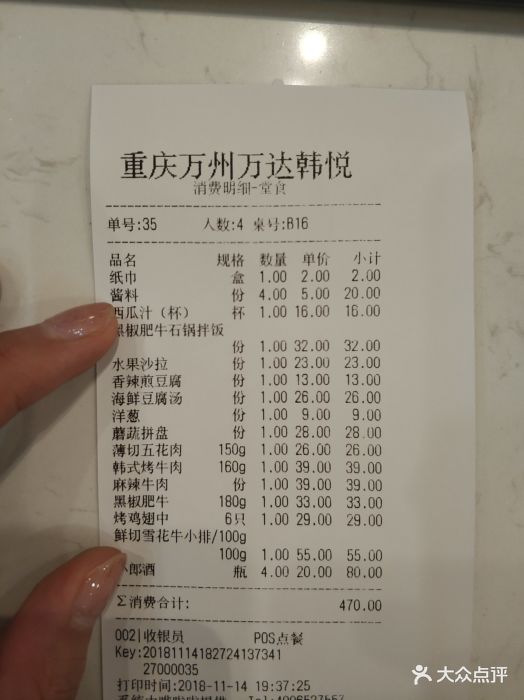 重庆万州万达韩悦
消费明细-堂食
单号:35 人数:4 桌号:B16
品名 规格 数量 单价 小计
纸巾 盒 1.00 2.00 2.00
酱料 份 4.00 5.00 20.00
西瓜汁（杯） 杯 1.00 16.00 16.00
黑椒肥牛石锅拌饭
份 1.00 32.00 32.00
水果沙拉 份 1.00 23.00 23.00
香辣煎豆腐 份 1.00 13.00 13.00
海鲜豆腐汤 份 1.00 26.00 26.00
洋葱 份 1.00 9.00 9.00
蘑蔬拼盘 份 1.00 28.00 28.00
薄切五花肉 150g 1.00 26.00 26.00
韩式烤牛肉 160g 1.00 39.00 39.00
麻辣牛肉 份 1.00 39.00 39.00
黑椒肥牛 180g 1.00 33.00 33.00
烤鸡翅中 6只 1.00 29.00 29.00
鲜切雪花牛小排/100g
100g 1.00 55.00 55.00
郎酒 瓶 4.00 20.00 80.00
Σ消费合计: 470.00
002|收银员 POS点餐
Key:20181114182724137341
27000035
打印时间:2018-11-14 19:37:25
大众点评